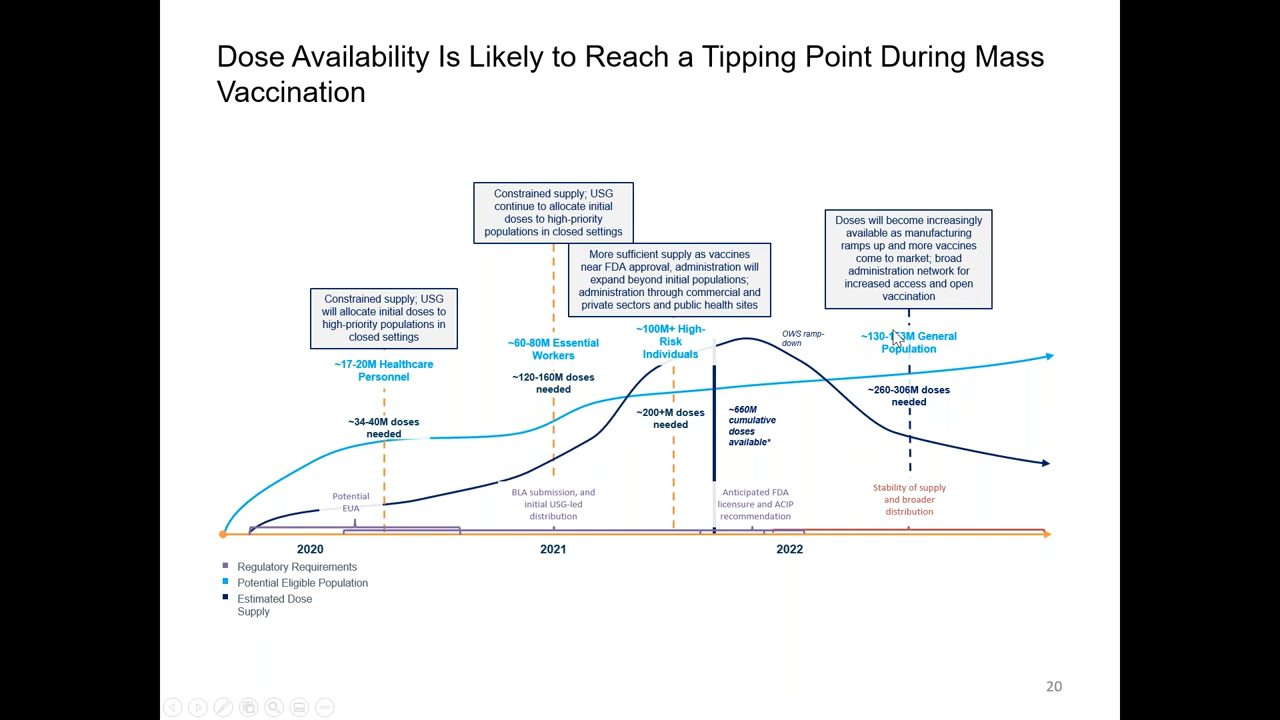 Dose Availability Is Likely to Reach a Tipping Point During Mass
Vaccination
Constrained supply; USG
continue to allocate initial
doses to high-priority
populations in closed settings
More sufficient supply as vaccines
near FDA approval, administration will
expand beyond initial populations;
administration through commercial and
private sectors and public health sites
Doses will become increasingly
available as manufacturing
ramps up and more vaccines
come to market; broad
administration network for
increased access and open
vaccination
Constrained supply; USG
will allocate initial doses to
high-priority populations in
closed settings
~17-20M Healthcare
Personnel
~34-40M doses
needed
~60-80M Essential
Workers
~120-160M doses
needed
~100M+ High-
Risk
Individuals
~200+M doses
needed
OWS ramp-
down
~660M
cumulative
doses
available*
General
Population
~260-306M doses
needed
Potential
EUA
BLA submission, and
initial USG-led
distribution
Anticipated FDA
licensure and ACIP
recommendation
Stability of supply
and broader
distribution
2020
2021
2022
Regulatory Requirements
Potential Eligible Population
Estimated Dose
Supply
20